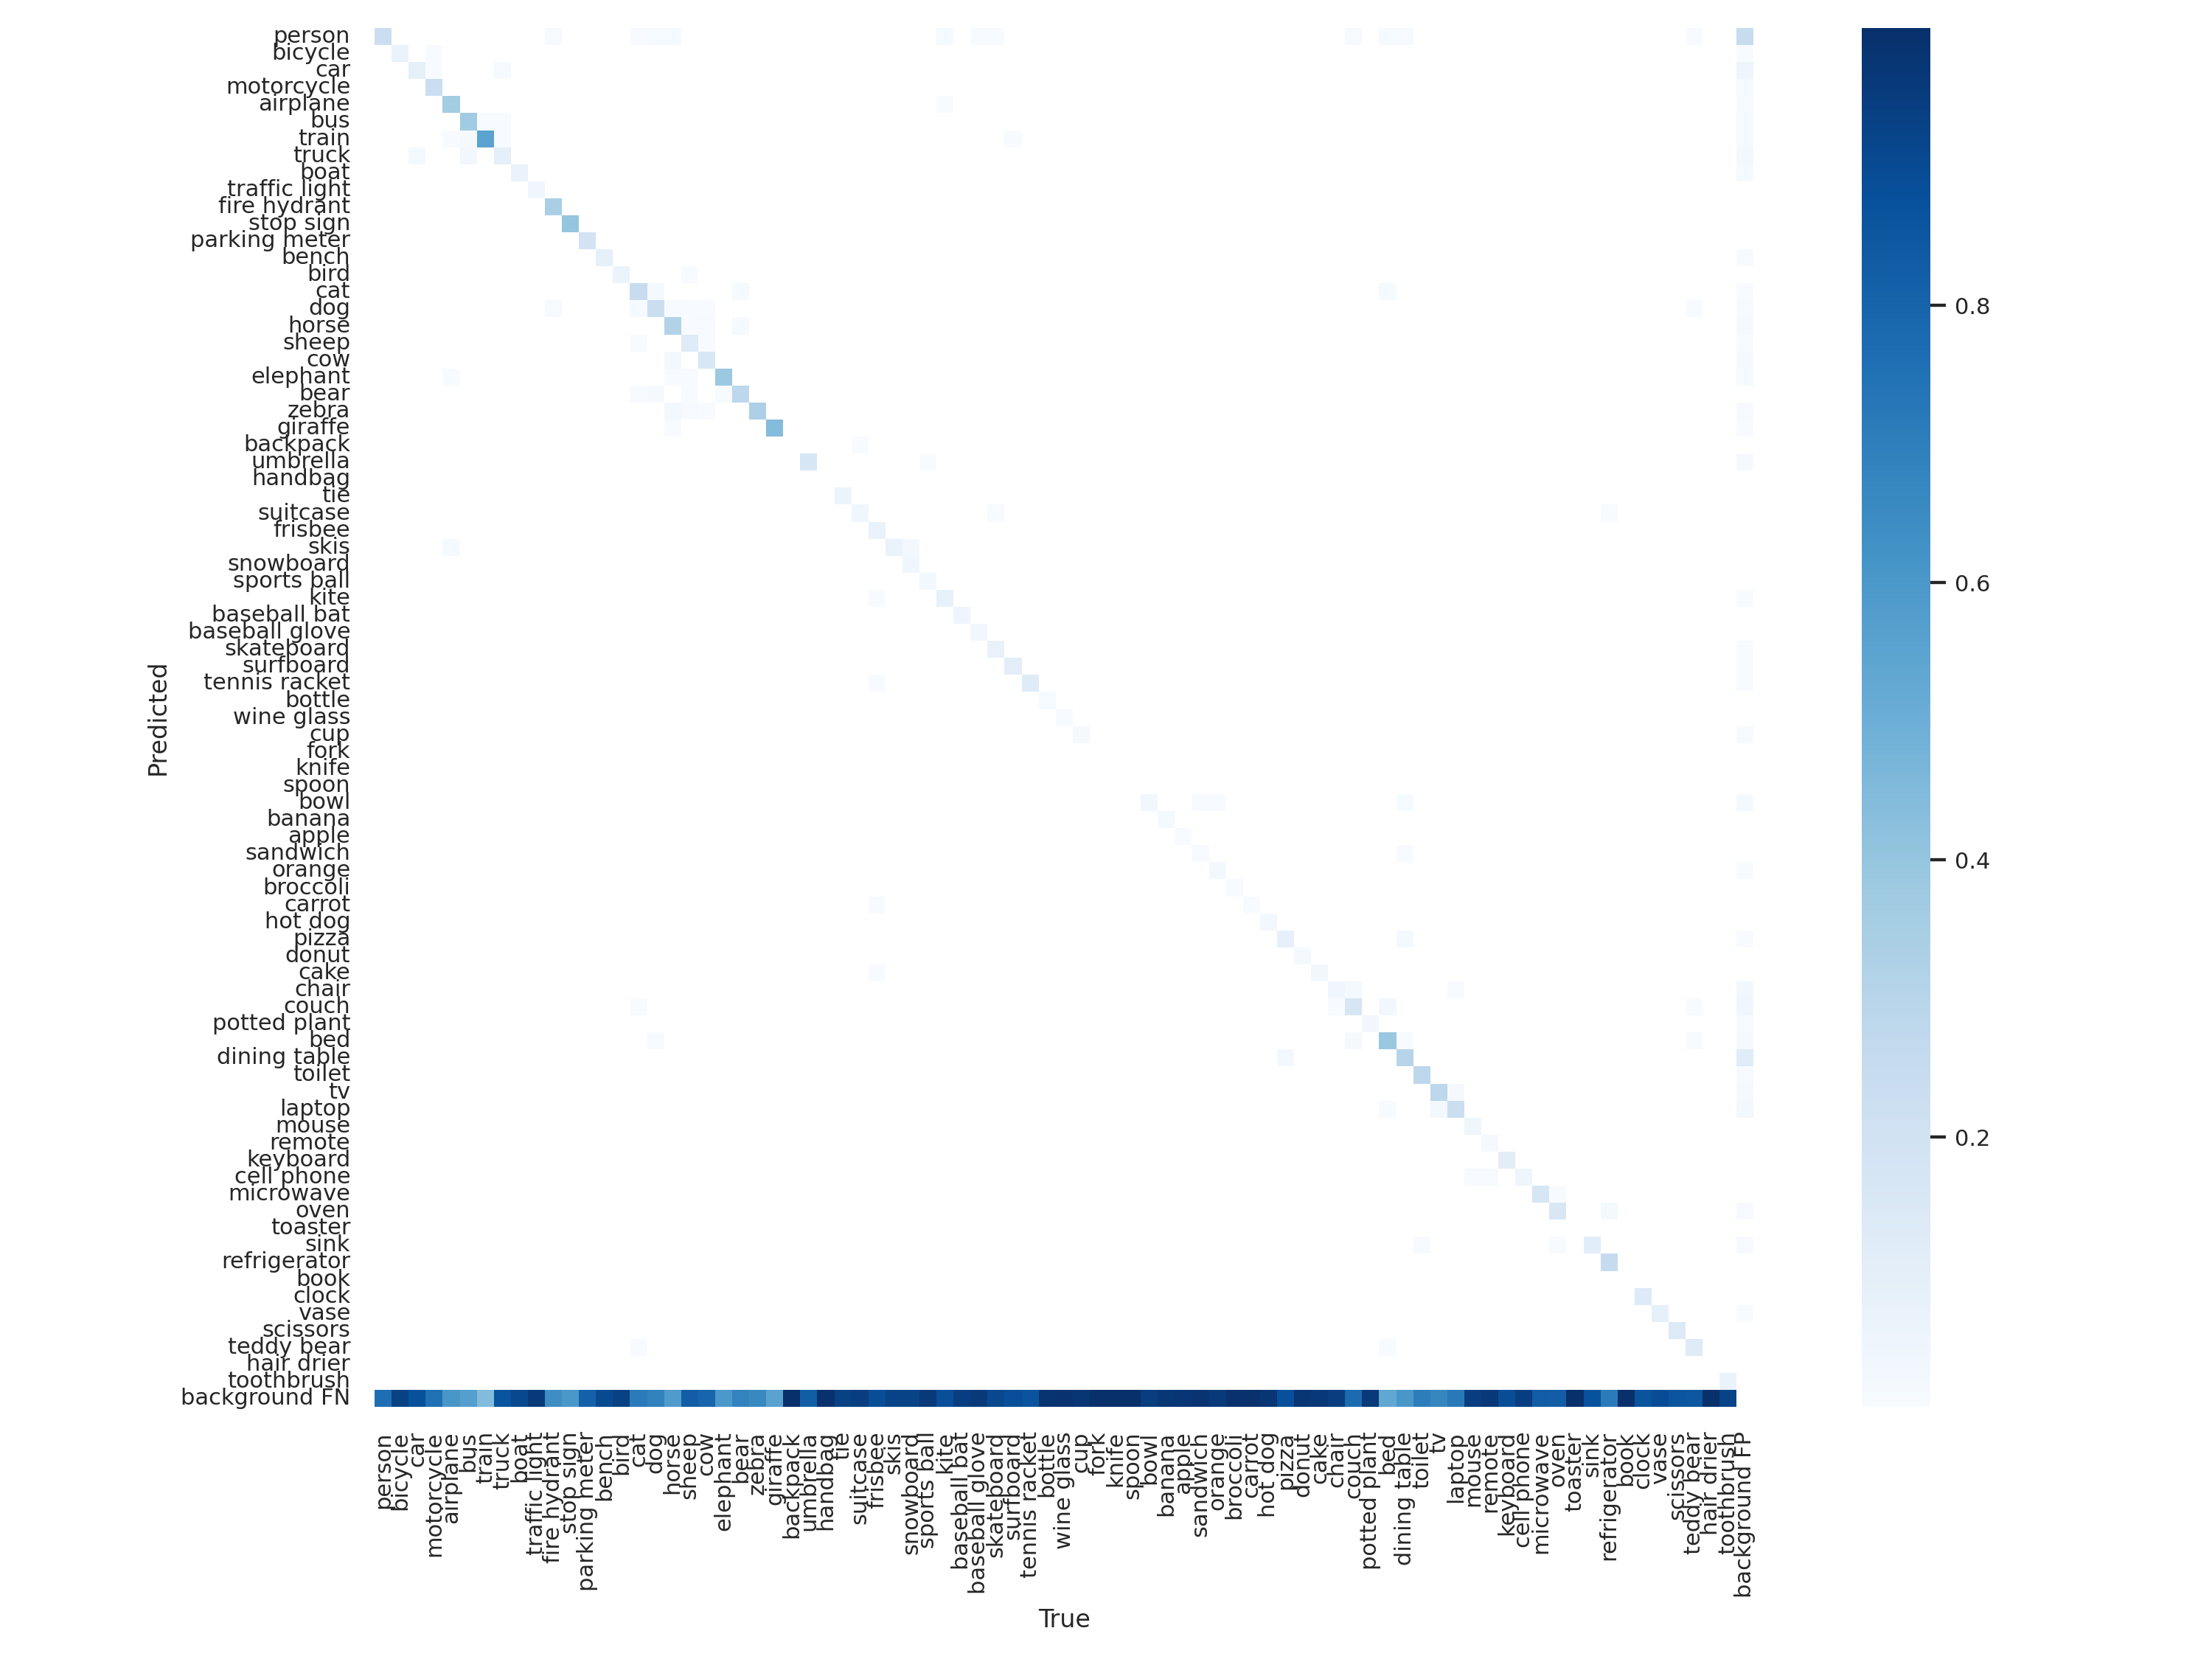 person
bicycle
car
motorcycle
airplane
bus
train
truck
boat
traffic light
fire hydrant
stop sign
parking meter
bench
bird
cat
dog
horse
sheep
cow
elephant
bear
zebra
giraffe
backpack
umbrella
handbag
tie
suitcase
frisbee
skis
snowboard
sports ball
kite
baseball bat
baseball glove
skateboard
surfboard
tennis racket
bottle
wine glass
cup
fork
knife
spoon
bowl
banana
apple
sandwich
orange
broccoli
carrot
hot dog
pizza
donut
cake
chair
couch
potted plant
bed
dining table
toilet
tv
laptop
mouse
remote
keyboard
cell phone
microwave
oven
toaster
sink
refrigerator
book
clock
vase
scissors
teddy bear
hair drier
toothbrush
background FN
Predicted
person
bicycle
car
motorcycle
airplane
bus
train
truck
boat
traffic light
fire hydrant
stop sign
parking meter
bench
bird
cat
dog
horse
sheep
cow
elephant
bear
zebra
giraffe
backpack
umbrella
handbag
tie
suitcase
frisbee
skis
snowboard
sports ball
kite
baseball bat
baseball glove
skateboard
surfboard
tennis racket
bottle
wine glass
cup
fork
knife
spoon
bowl
banana
apple
sandwich
orange
broccoli
carrot
hot dog
pizza
donut
cake
chair
couch
potted plant
bed
dining table
toilet
tv
laptop
mouse
remote
keyboard
cell phone
microwave
oven
toaster
sink
refrigerator
book
clock
vase
scissors
teddy bear
hair drier
toothbrush
background FP
True
0.8
0.6
0.4
0.2